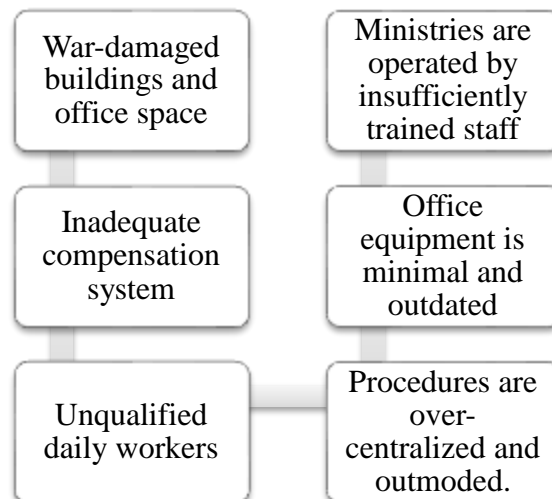 War-damaged
buildings and
office space
Inadequate
compensation
system
Unqualified
daily workers
Procedures are
over-
centralized and
outmoded.
Office
equipment is
minimal and
outdated
Ministries are
operated by
insufficiently
trained staff